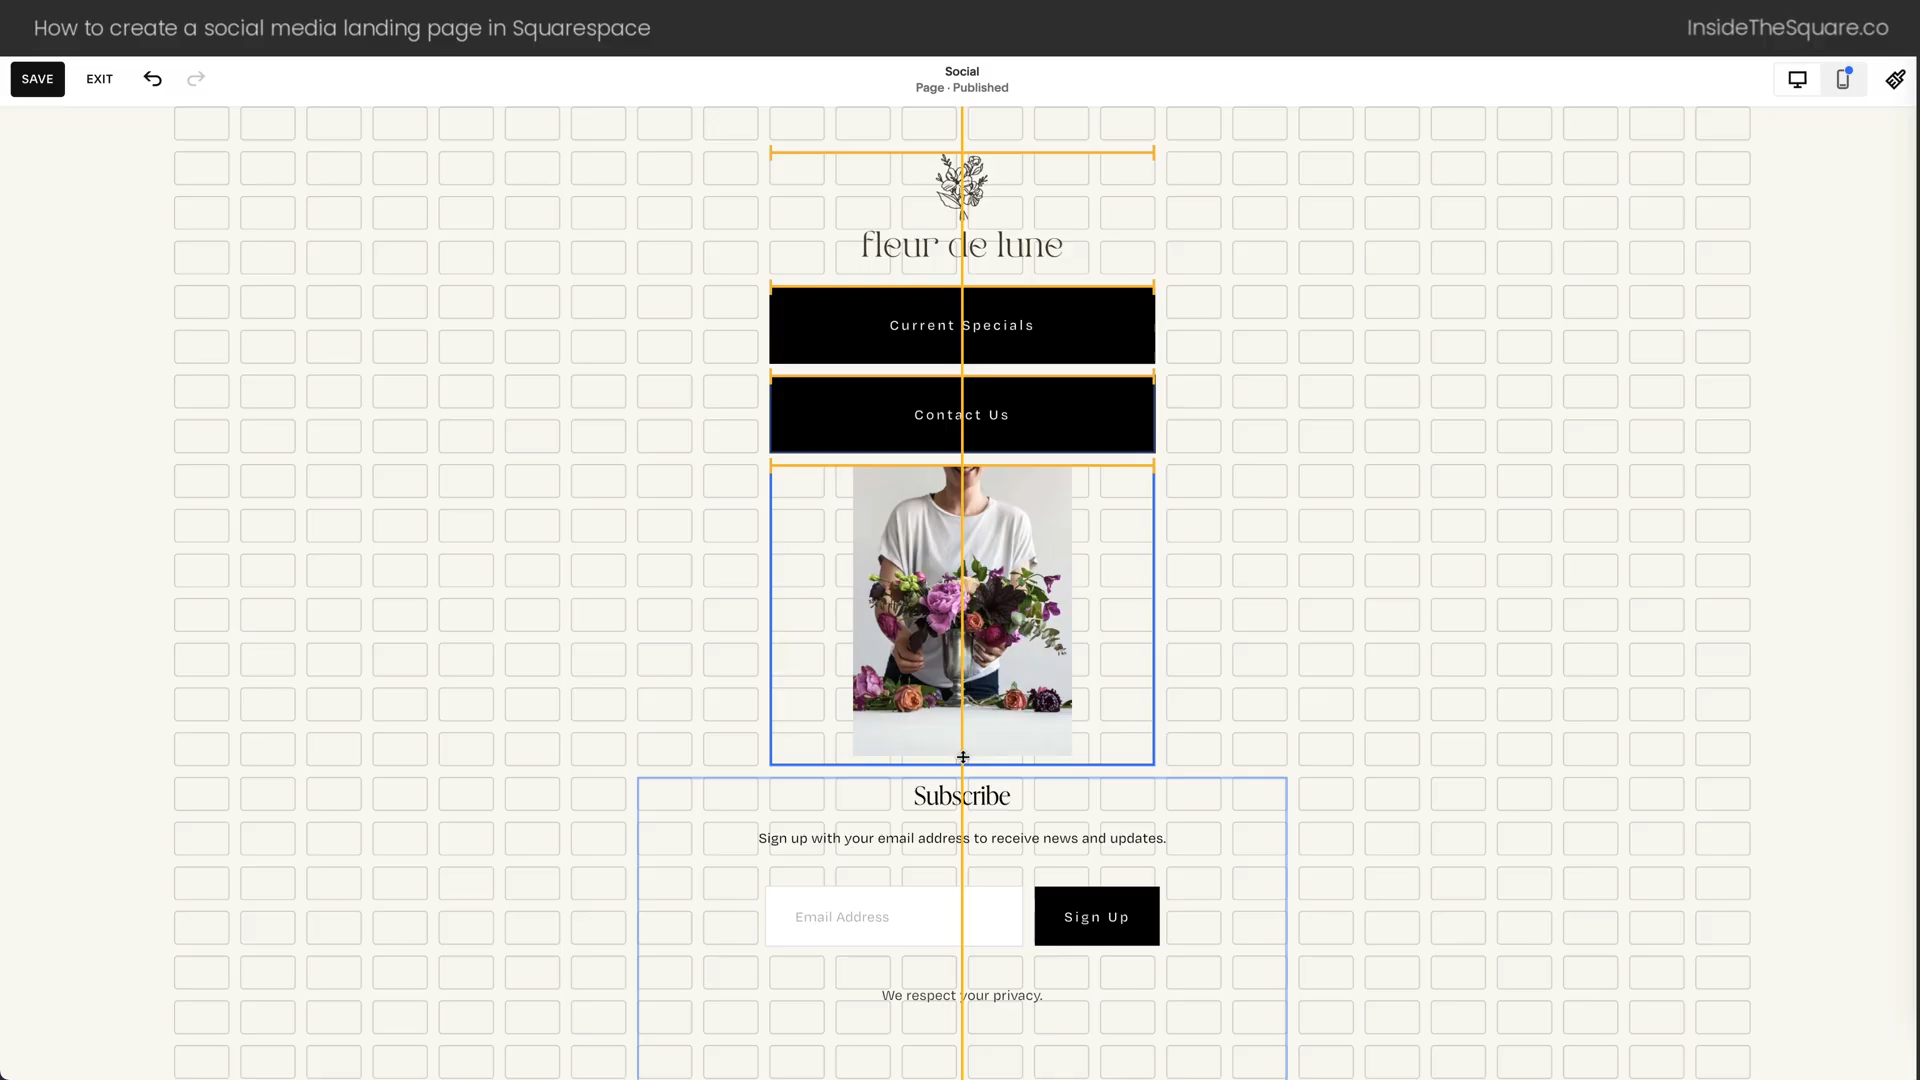 How to create a social media landing page in Squarespace
InsideTheSquare.co
SAVE
EXIT
Social
Page · Published
fleur de lune
Current Specials
Contact Us
Subscribe
Sign up with your email address to receive news and updates.
Email Address
Sign Up
We respect your privacy.